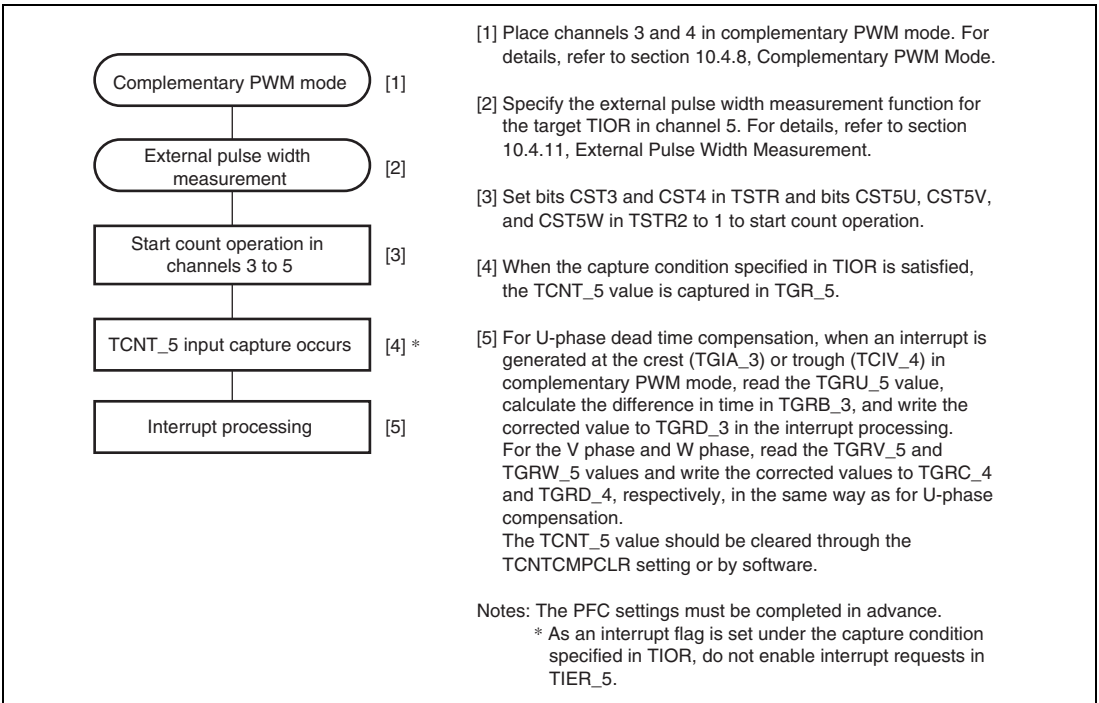 Complementary PWM mode [1]
External pulse width
measurement [2]
Start count operation in
channels 3 to 5 [3]
TCNT_5 input capture occurs [4] *
Interrupt processing [5]
[1] Place channels 3 and 4 in complementary PWM mode. For
details, refer to section 10.4.8, Complementary PWM Mode.
[2] Specify the external pulse width measurement function for
the target TIOR in channel 5. For details, refer to section
10.4.11, External Pulse Width Measurement.
[3] Set bits CST3 and CST4 in TSTR and bits CST5U, CST5V,
and CST5W in TSTR2 to 1 to start count operation.
[4] When the capture condition specified in TIOR is satisfied,
the TCNT_5 value is captured in TGR_5.
[5] For U-phase dead time compensation, when an interrupt is
generated at the crest (TGIA_3) or trough (TCIV_4) in
complementary PWM mode, read the TGRU_5 value,
calculate the difference in time in TGRB_3, and write the
corrected value to TGRD_3 in the interrupt processing.
For the V phase and W phase, read the TGRV_5 and
TGRW_5 values and write the corrected values to TGRC_4
and TGRD_4, respectively, in the same way as for U-phase
compensation.
The TCNT_5 value should be cleared through the
TCNTCMPCLR setting or by software.
Notes: The PFC settings must be completed in advance.
* As an interrupt flag is set under the capture condition
specified in TIOR, do not enable interrupt requests in
TIER_5.